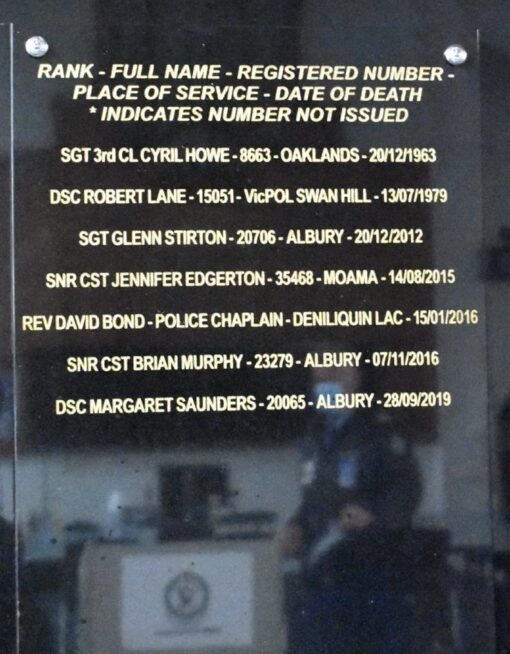 RANK - FULL NAME - REGISTERED NUMBER -
PLACE OF SERVICE - DATE OF DEATH
* INDICATES NUMBER NOT ISSUED
SGT 3rd CL CYRIL HOWE - 8663 - OAKLANDS - 20/12/1963
DSC ROBERT LANE - 15051 - VicPOL SWAN HILL - 13/07/1979
SGT GLENN STIRTON - 20706 - ALBURY - 20/12/2012
SNR CST JENNIFER EDGERTON - 35468 - MOAMA - 14/08/2015
REV DAVID BOND - POLICE CHAPLAIN - DENILIQUIN LAC - 15/01/2016
SNR CST BRIAN MURPHY - 23279 - ALBURY - 07/11/2016
DSC MARGARET SAUNDERS - 20065 - ALBURY - 28/09/2019